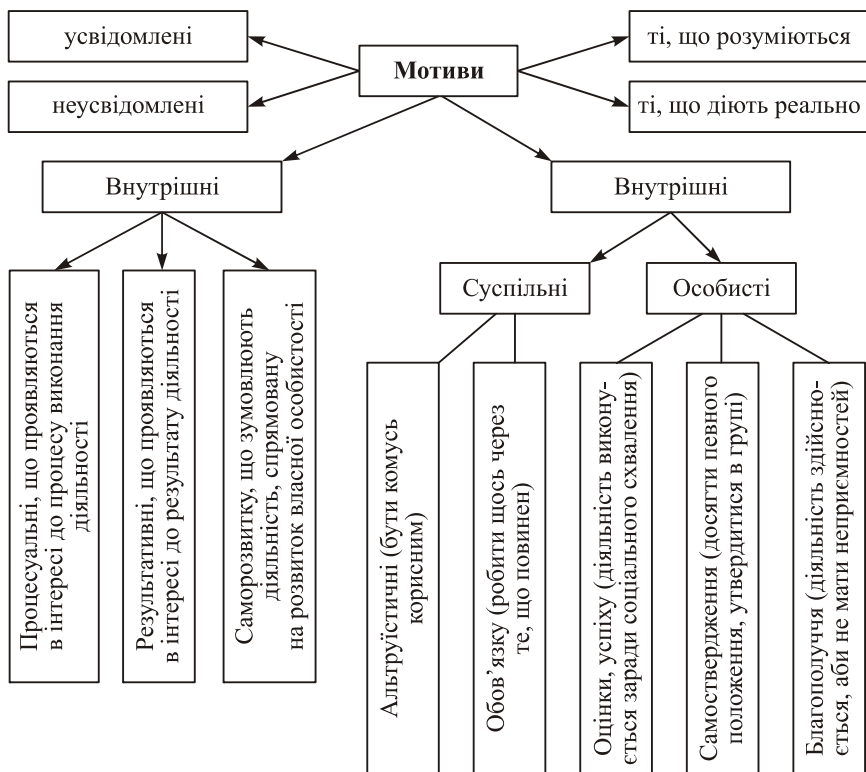 усвідомлені
ті, що розуміються
Мотиви
неусвідомлені
ті, що діють реально
Внутрішні
Внутрішні
Суспільні
Особисті
Процесуальні, що проявляються
в інтересі до процесу виконання
діяльності
Результативні, що проявляються
в інтересі до результату діяльності
Саморозвитку, що зумовлюють
діяльність, спрямовану
на розвиток власної особистості
Альтруїстичні (бути комусь
корисним)
Обов’язку (робити щось через
те, що повинен)
Оцінки, успіху (діяльність викону-
ється заради соціального схвалення)
Самоствердження (досягти певного
положення, утвердитися в групі)
Благополуччя (діяльність здійсню-
ється, аби не мати неприємностей)